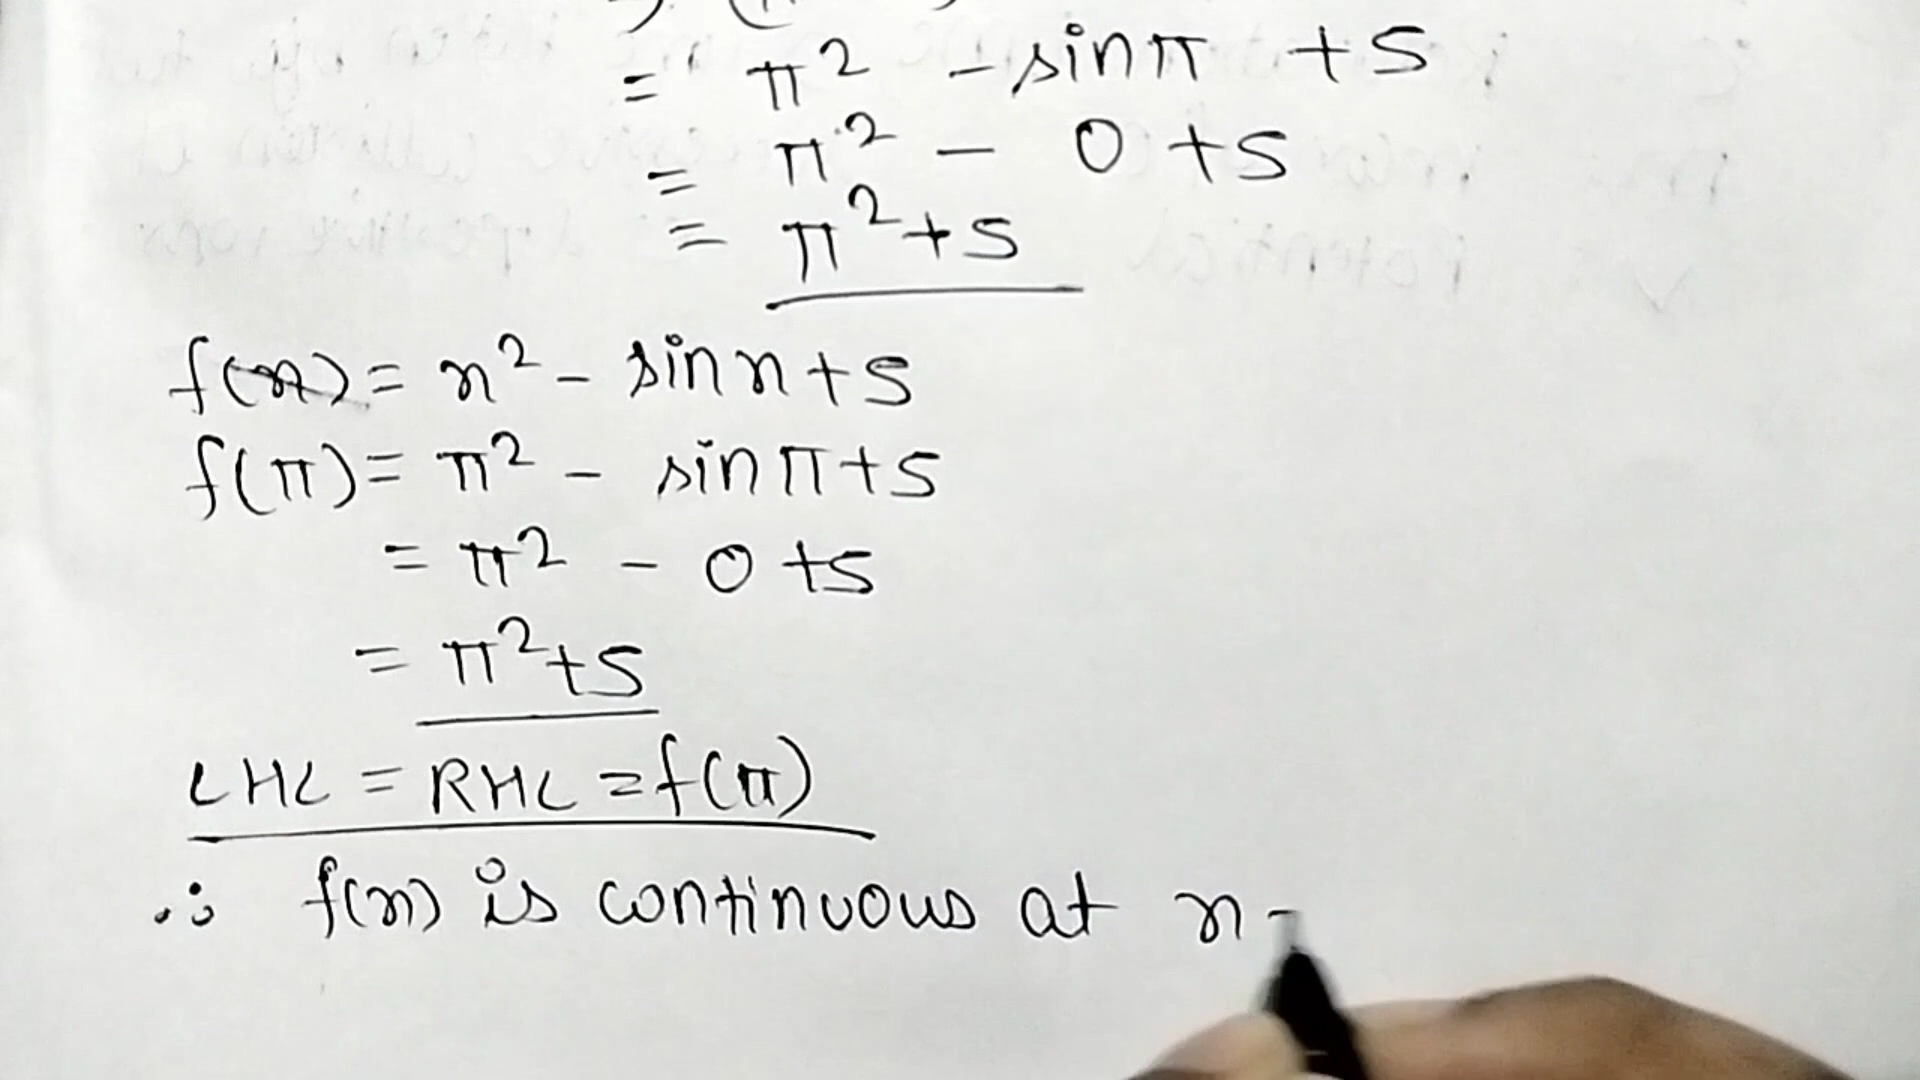 = π² - sinπ + 5
= π² - 0 + 5
= π² + 5
f(x) = x² - sin x + 5
f(π) = π² - sin π + 5
= π² - 0 + 5
= π² + 5
LHL = RHL = f(π)
∴ f(x) is continuous at x =